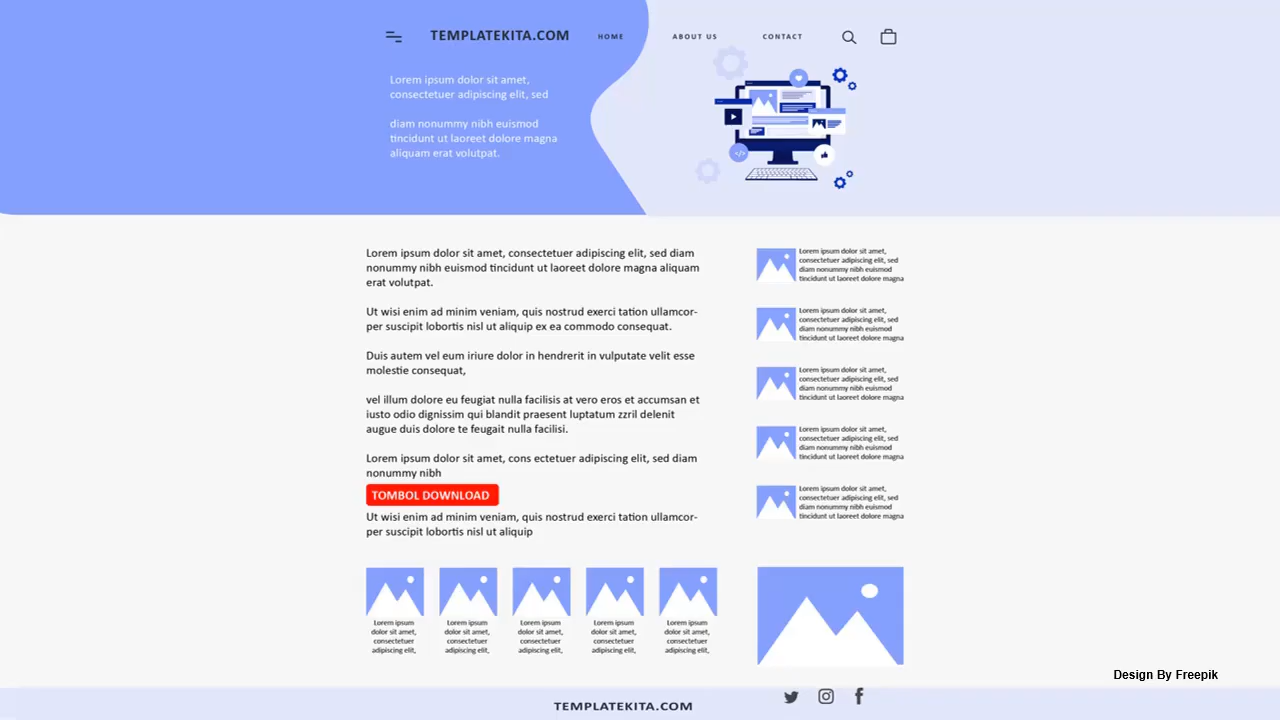 TEMPLATEKITA.COM
HOME
ABOUT US
CONTACT
Lorem ipsum dolor sit amet,
consectetuer adipiscing elit, sed
diam nonummy nibh euismod
tincidunt ut laoreet dolore magna
aliquam erat volutpat.
Lorem ipsum dolor sit amet, consectetuer adipiscing elit, sed diam
nonummy nibh euismod tincidunt ut laoreet dolore magna aliquam
erat volutpat.
Ut wisi enim ad minim veniam, quis nostrud exerci tation ullamcor-
per suscipit lobortis nisl ut aliquip ex ea commodo consequat.
Duis autem vel eum iriure dolor in hendrerit in vulputate velit esse
molestie consequat,
vel illum dolore eu feugiat nulla facilisis at vero eros et accumsan et
iusto odio dignissim qui blandit praesent luptatum zzril delenit
augue duis dolore te feugait nulla facilisi.
Lorem ipsum dolor sit amet, cons ectetuer adipiscing elit, sed diam
nonummy nibh
TOMBOL DOWNLOAD
Ut wisi enim ad minim veniam, quis nostrud exerci tation ullamcor-
per suscipit lobortis nisl ut aliquip
Lorem ipsum dolor sit amet,
consectetuer adipiscing elit, sed
diam nonummy nibh euismod
tincidunt ut laoreet dolore magna
Lorem ipsum dolor sit amet,
consectetuer adipiscing elit, sed
diam nonummy nibh euismod
tincidunt ut laoreet dolore magna
Lorem ipsum dolor sit amet,
consectetuer adipiscing elit, sed
diam nonummy nibh euismod
tincidunt ut laoreet dolore magna
Lorem ipsum dolor sit amet,
consectetuer adipiscing elit, sed
diam nonummy nibh euismod
tincidunt ut laoreet dolore magna
Lorem ipsum dolor sit amet,
consectetuer adipiscing elit, sed
diam nonummy nibh euismod
tincidunt ut laoreet dolore magna
Lorem ipsum
dolor sit amet,
consectetuer
adipiscing elit,
Lorem ipsum
dolor sit amet,
consectetuer
adipiscing elit,
Lorem ipsum
dolor sit amet,
consectetuer
adipiscing elit,
Lorem ipsum
dolor sit amet,
consectetuer
adipiscing elit,
Lorem ipsum
dolor sit amet,
consectetuer
adipiscing elit,
Design By Freepik
TEMPLATEKITA.COM